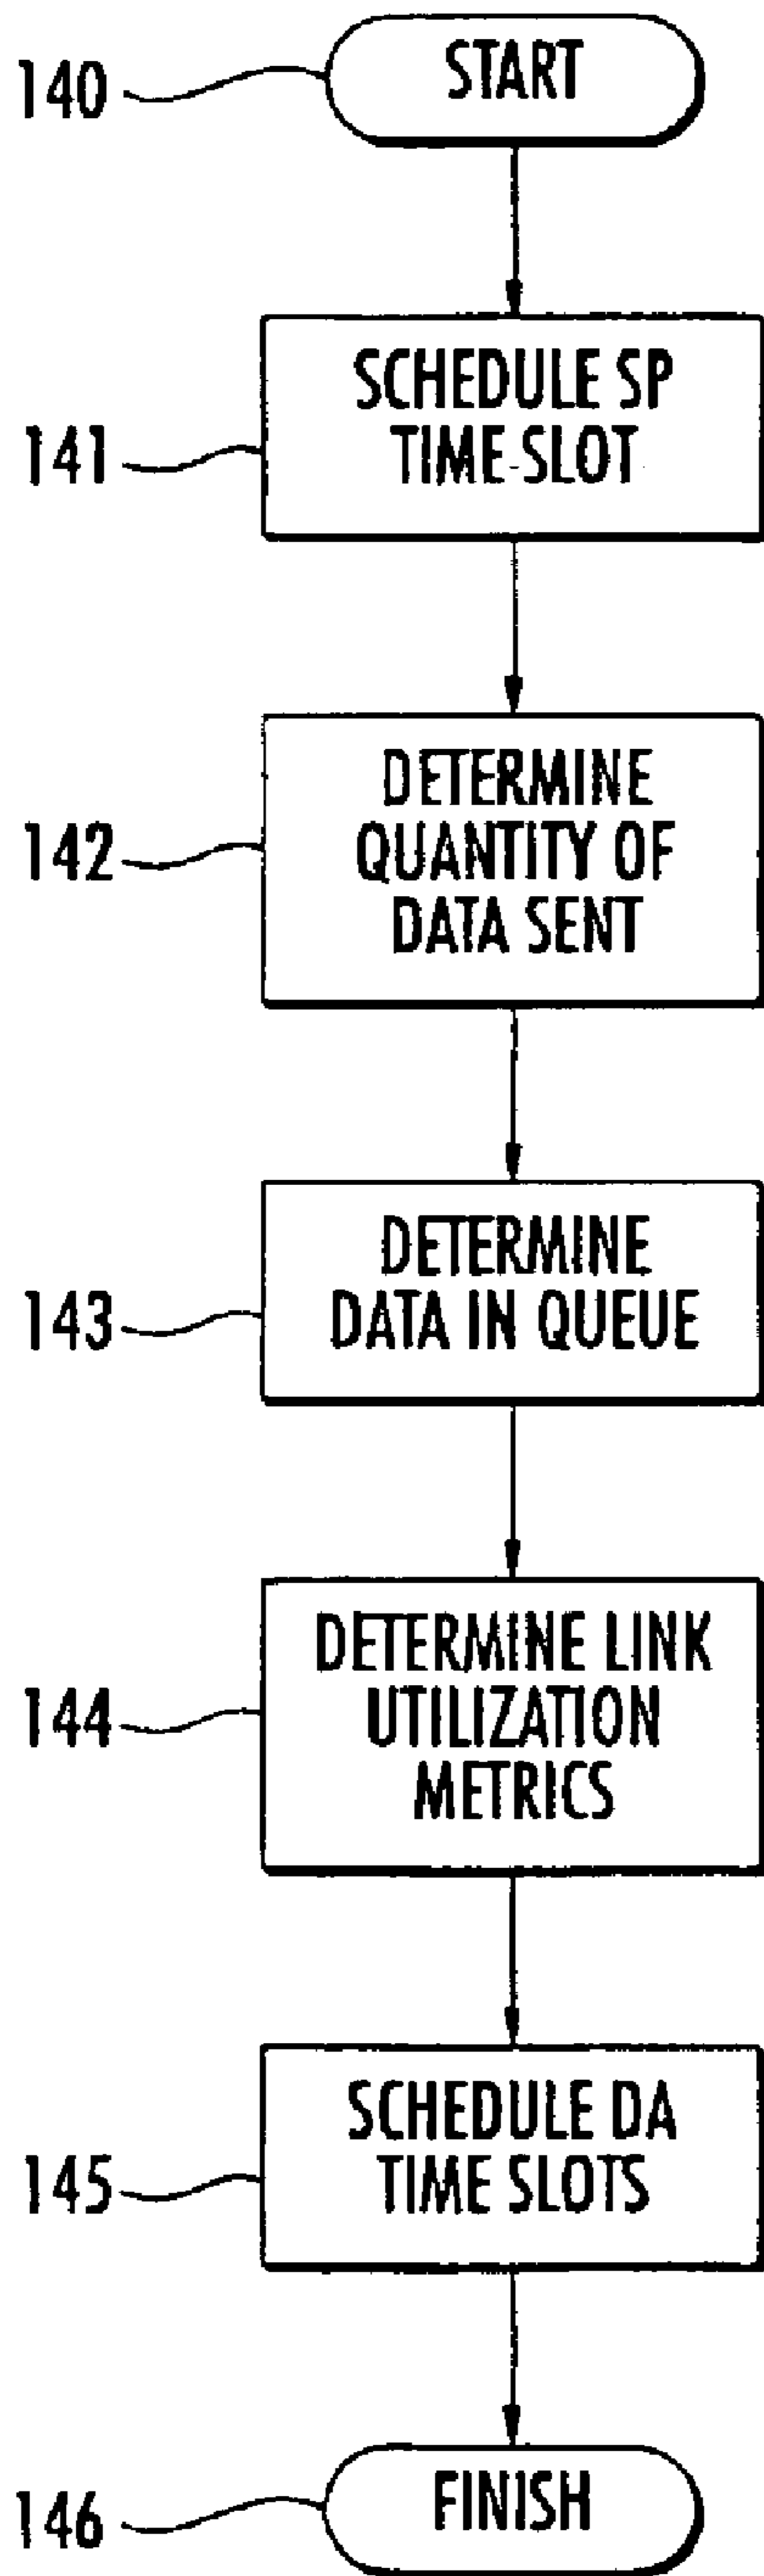 140
START
141
SCHEDULE SP
TIME SLOT
142
DETERMINE
QUANTITY OF
DATA SENT
143
DETERMINE
DATA IN QUEUE
144
DETERMINE LINK
UTILIZATION
METRICS
145
SCHEDULE DA
TIME SLOTS
146
FINISH